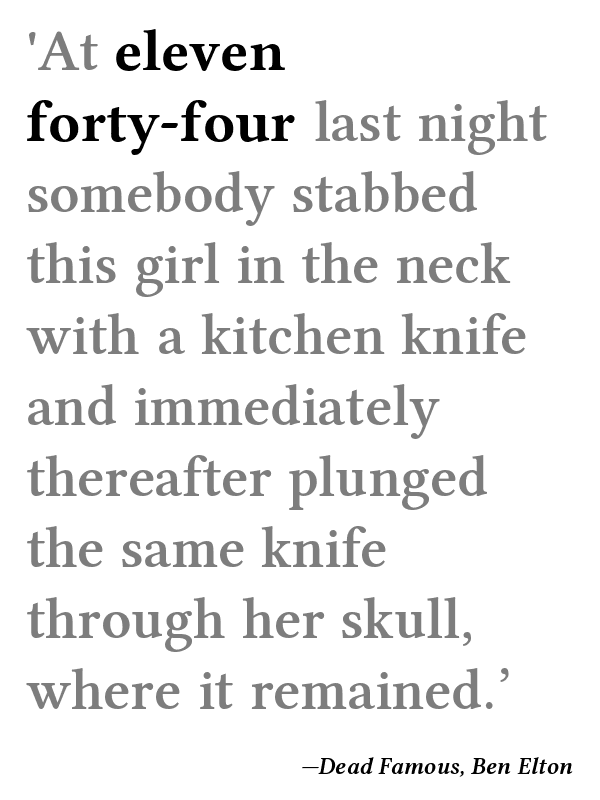 'At eleven
forty-four last night
somebody stabbed
this girl in the neck
with a kitchen knife
and immediately
thereafter plunged
the same knife
through her skull,
where it remained.’
—Dead Famous, Ben Elton